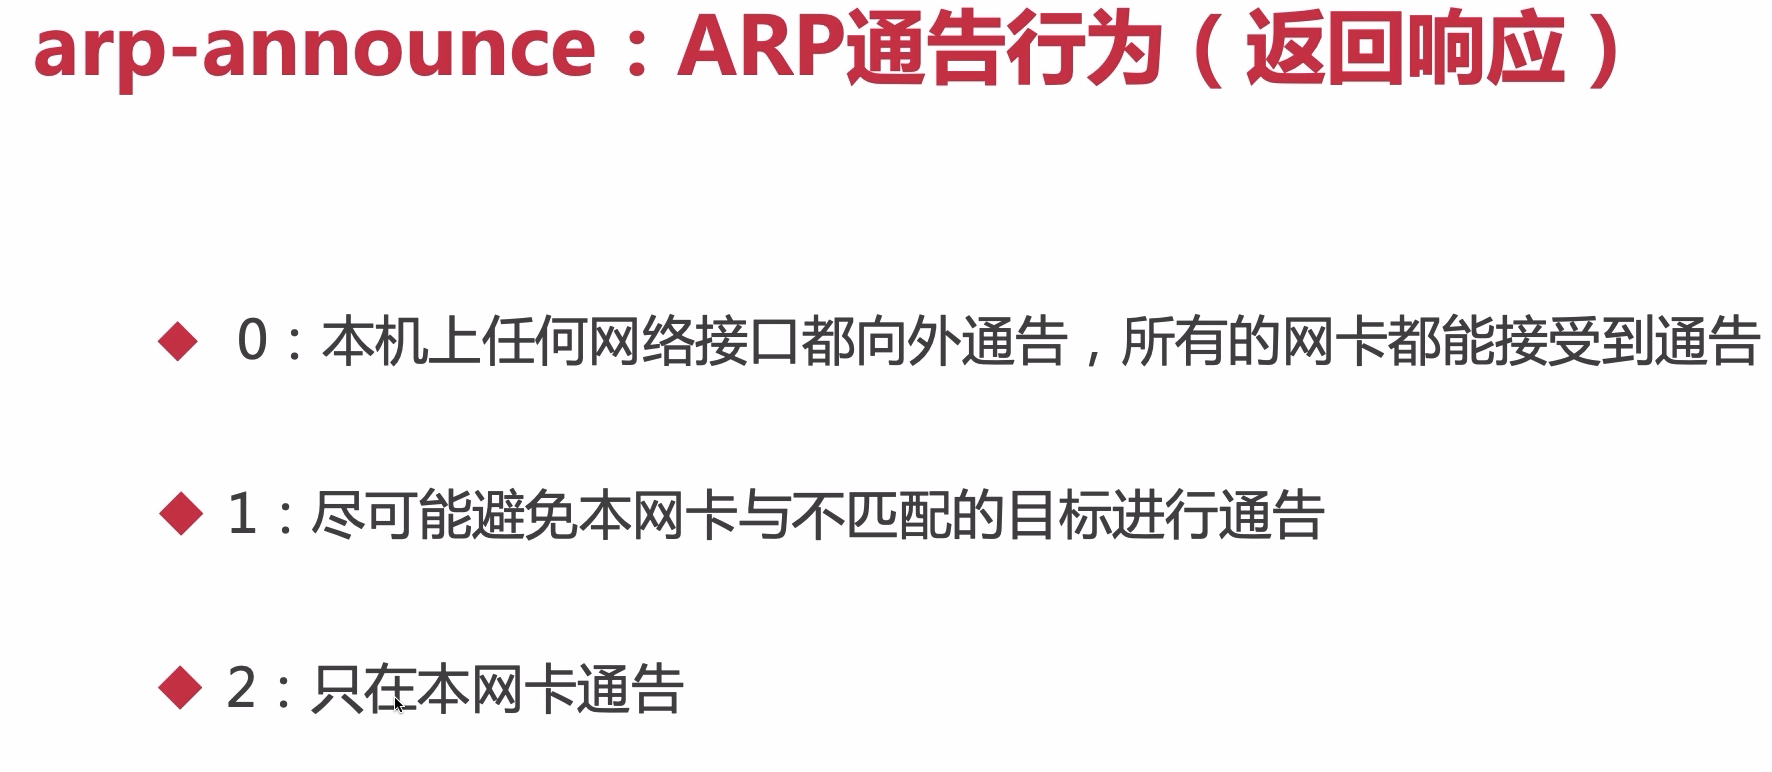 arp-announce：ARP通告行为（返回响应）
0：本机上任何网络接口都向外通告，所有的网卡都能接受到通告
1：尽可能避免本网卡与不匹配的目标进行通告
2：只在本网卡通告